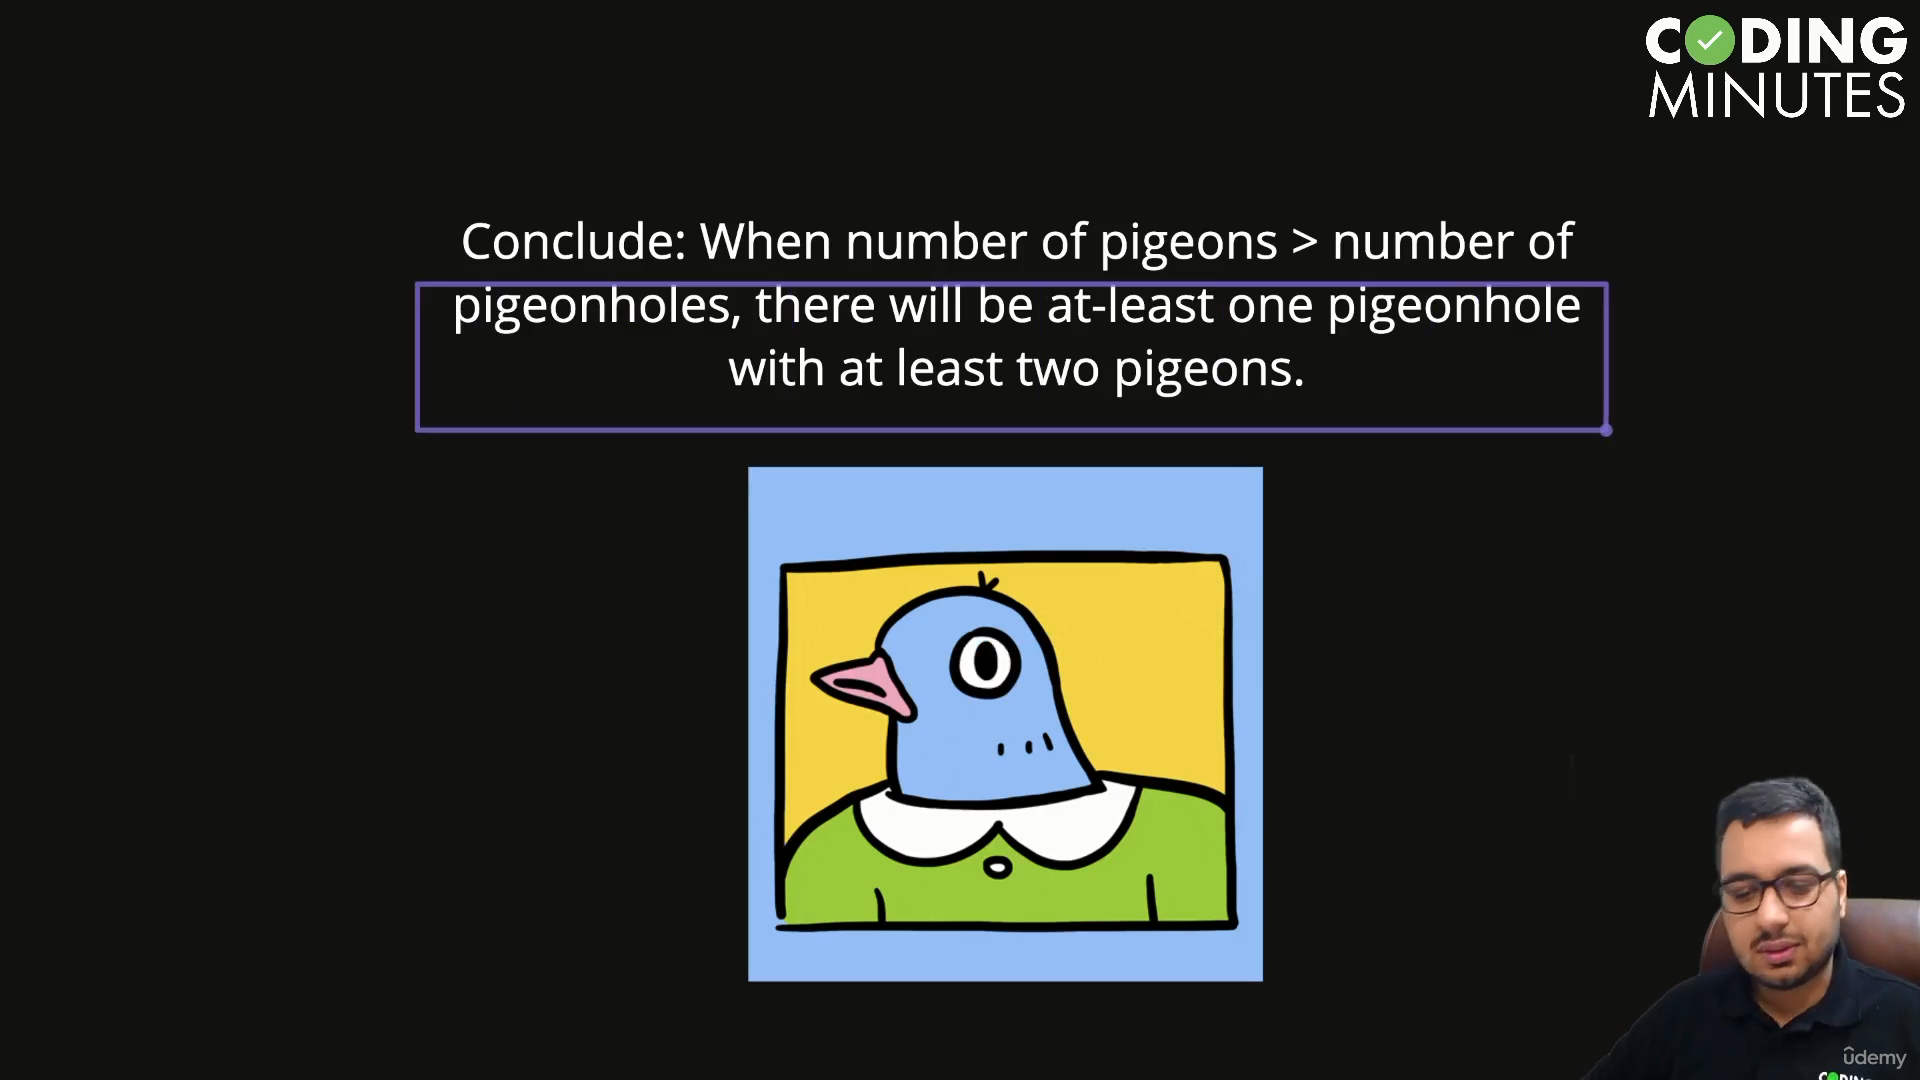 CODING
MINUTES
Conclude: When number of pigeons > number of
pigeonholes, there will be at-least one pigeonhole
with at least two pigeons.
udemy